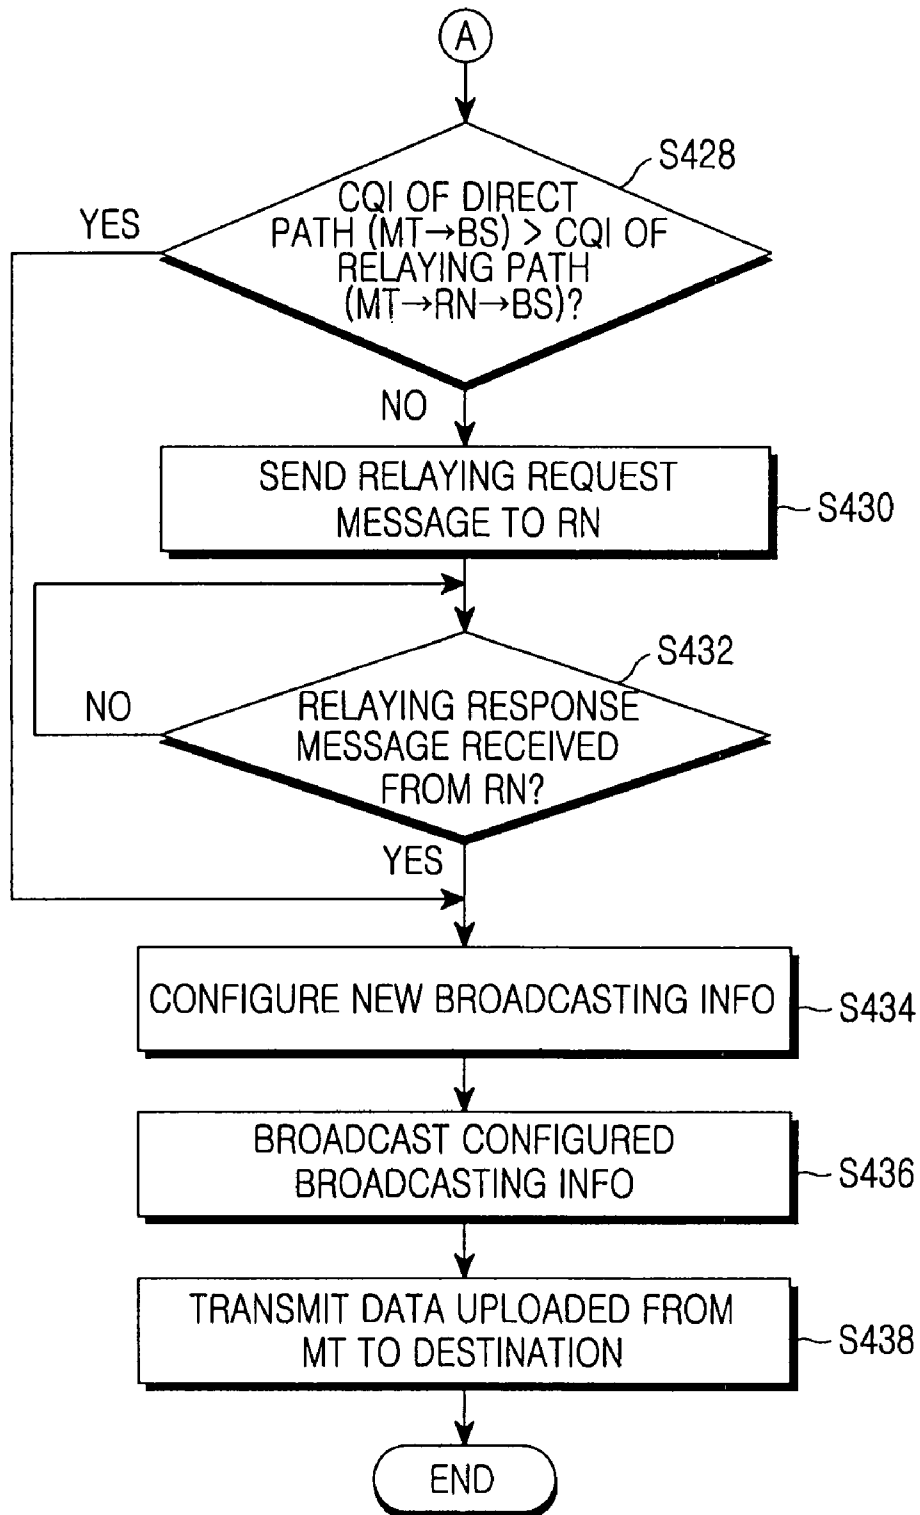 A
S428
CQI OF DIRECT
PATH (MT→BS) > CQI OF
RELAYING PATH
(MT→RN→BS)?
YES
NO
SEND RELAYING REQUEST
MESSAGE TO RN
S430
S432
RELAYING RESPONSE
MESSAGE RECEIVED
FROM RN?
NO
YES
CONFIGURE NEW BROADCASTING INFO
S434
BROADCAST CONFIGURED
BROADCASTING INFO
S436
TRANSMIT DATA UPLOADED FROM
MT TO DESTINATION
S438
END